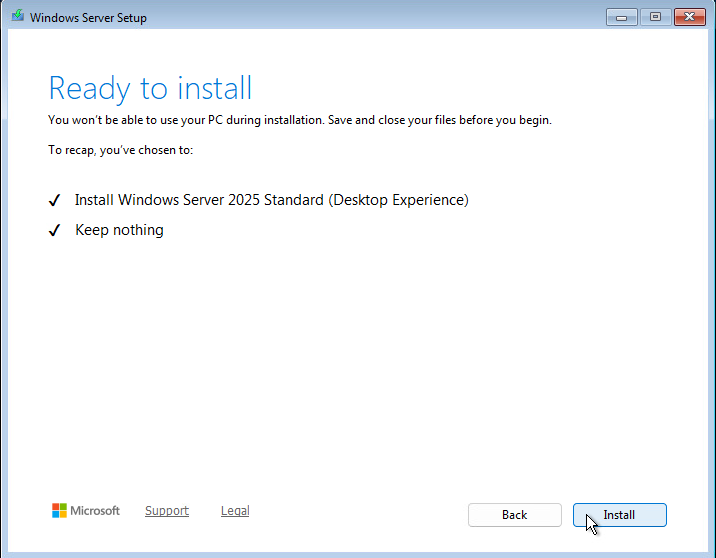 Windows Server Setup
Ready to install
You won't be able to use your PC during installation. Save and close your files before you begin.
To recap, you've chosen to:
Install Windows Server 2025 Standard (Desktop Experience)
Keep nothing
Microsoft Support Legal Back Install